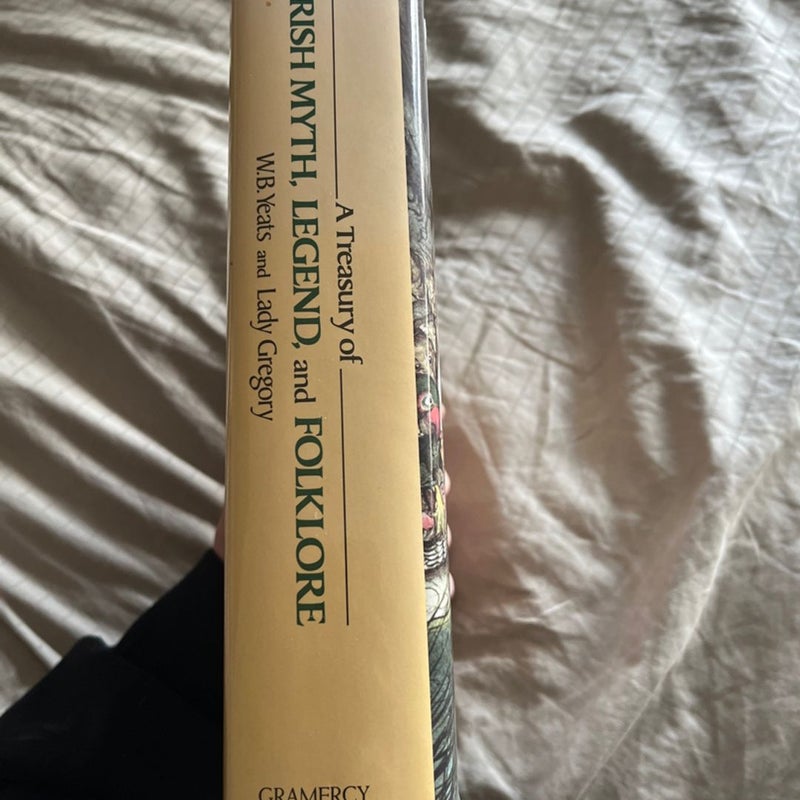 A Treasury of
RISH MYTH, LEGEND, and FOLKLORE
W.B. Yeats and Lady Gregory
GRAMERCY